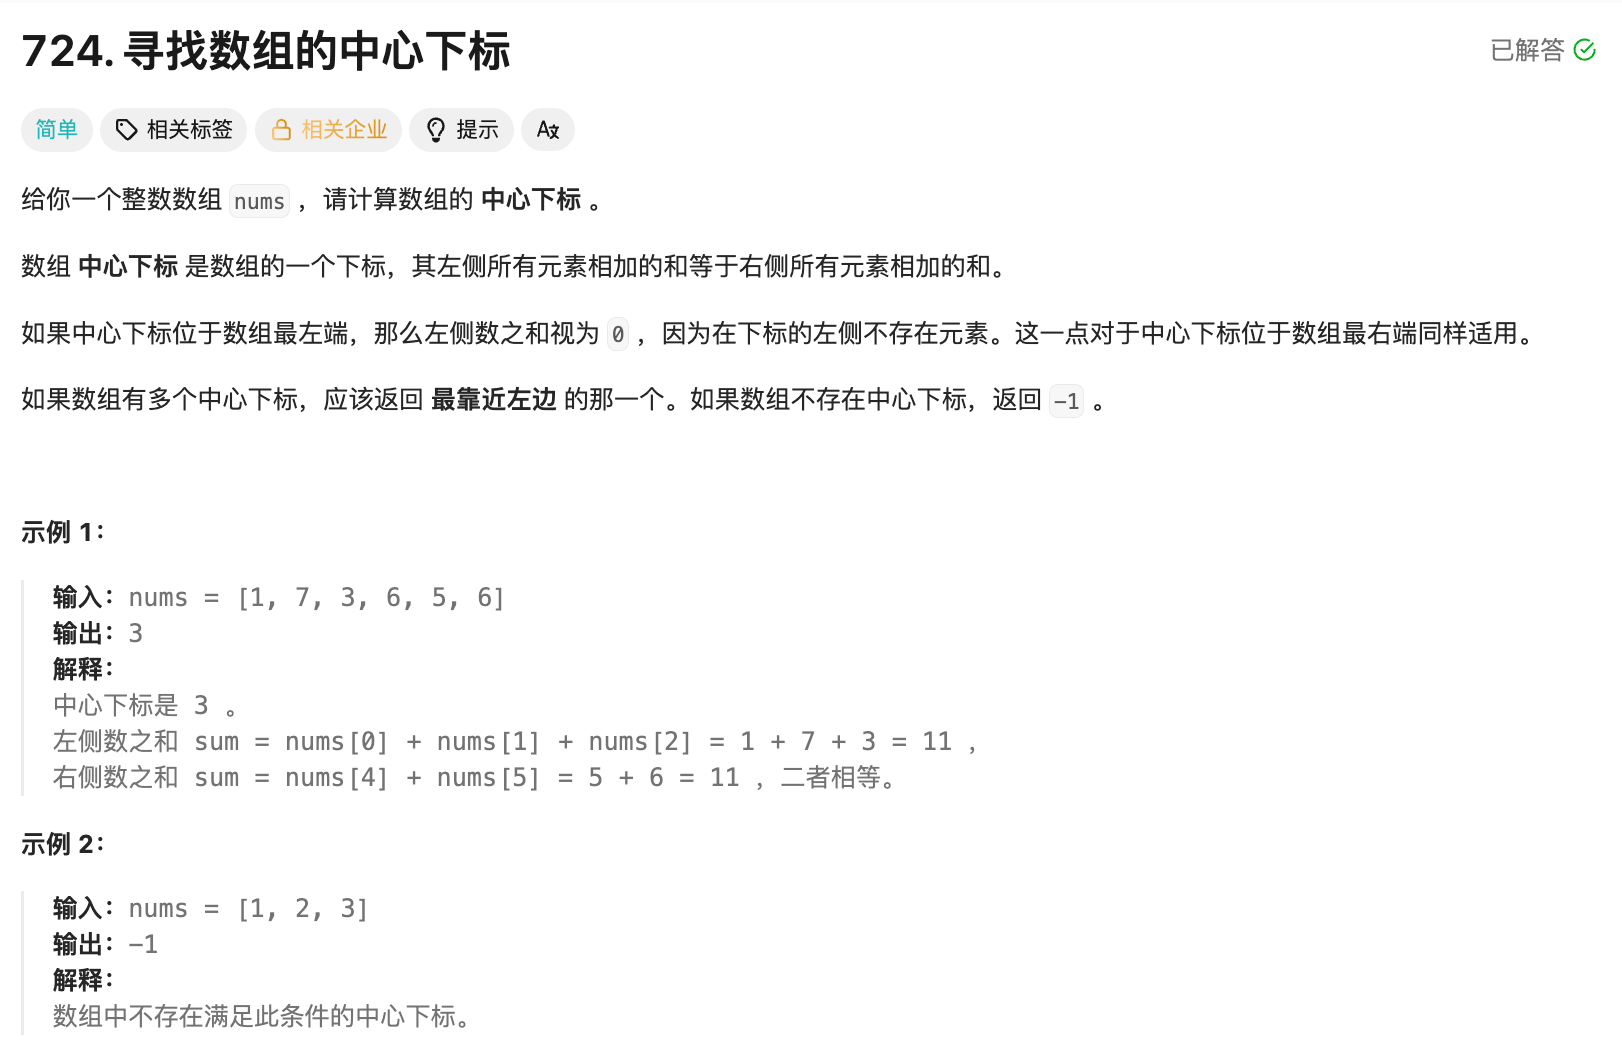 724. 寻找数组的中心下标
已解答
简单 相关标签 相关企业 提示 Aあ
给你一个整数数组 nums ，请计算数组的 中心下标 。
数组 中心下标 是数组的一个下标，其左侧所有元素相加的和等于右侧所有元素相加的和。
如果中心下标位于数组最左端，那么左侧数之和视为 0 ，因为在下标的左侧不存在元素。这一点对于中心下标位于数组最右端同样适用。
如果数组有多个中心下标，应该返回 最靠近左边 的那一个。如果数组不存在中心下标，返回 -1 。
示例 1：
输入：nums = [1, 7, 3, 6, 5, 6]
输出：3
解释：
中心下标是 3 。
左侧数之和 sum = nums[0] + nums[1] + nums[2] = 1 + 7 + 3 = 11 ，
右侧数之和 sum = nums[4] + nums[5] = 5 + 6 = 11 ，二者相等。
示例 2：
输入：nums = [1, 2, 3]
输出：-1
解释：
数组中不存在满足此条件的中心下标。